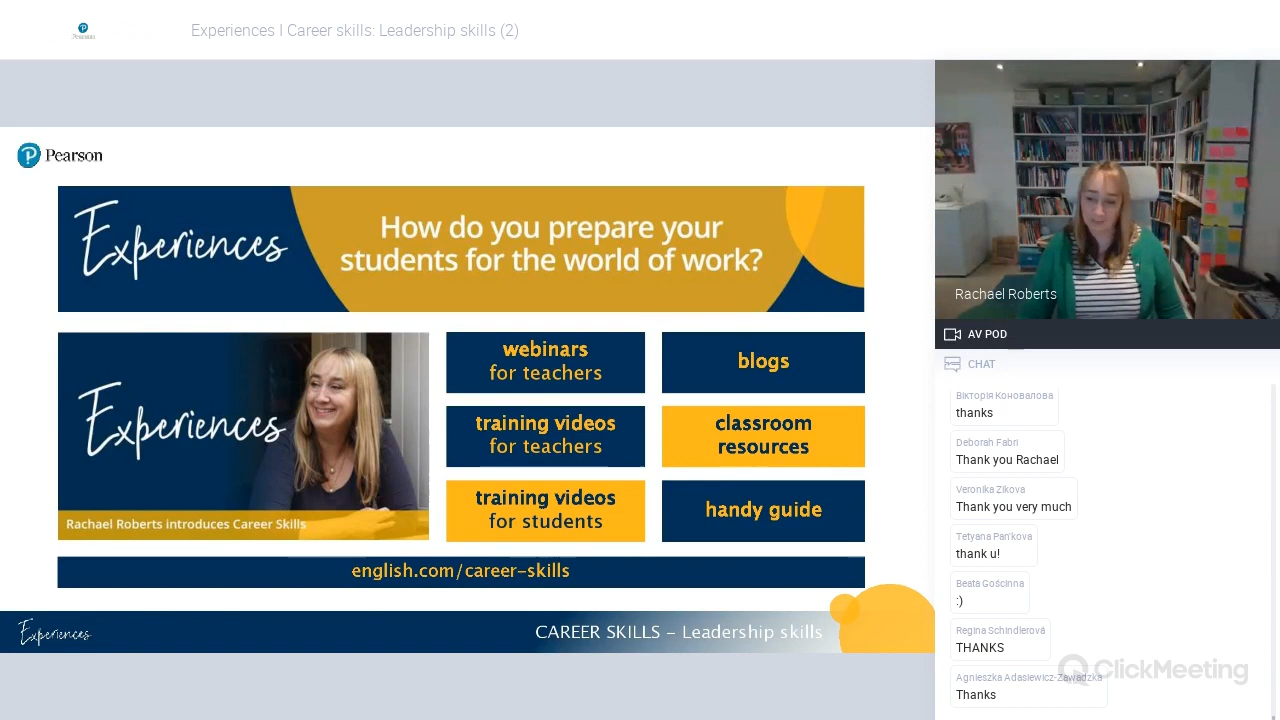 Experiences I Career skills: Leadership skills (2)
Pearson
Experiences
How do you prepare your
students for the world of work?
Experiences
Rachael Roberts introduces Career Skills
webinars
for teachers
blogs
training videos
for teachers
classroom
resources
training videos
for students
handy guide
english.com/career-skills
Experiences
CAREER SKILLS – Leadership skills
Rachael Roberts
AV POD
CHAT
Вікторія Коновалова
thanks
Deborah Fabri
Thank you Rachael
Veronika Zikova
Thank you very much
Tetyana Pan'kova
thank u!
Beata Gościnna
:)
Regina Schindlerová
THANKS
Agnieszka Adasiewicz-Zawadzka
Thanks
ClickMeeting